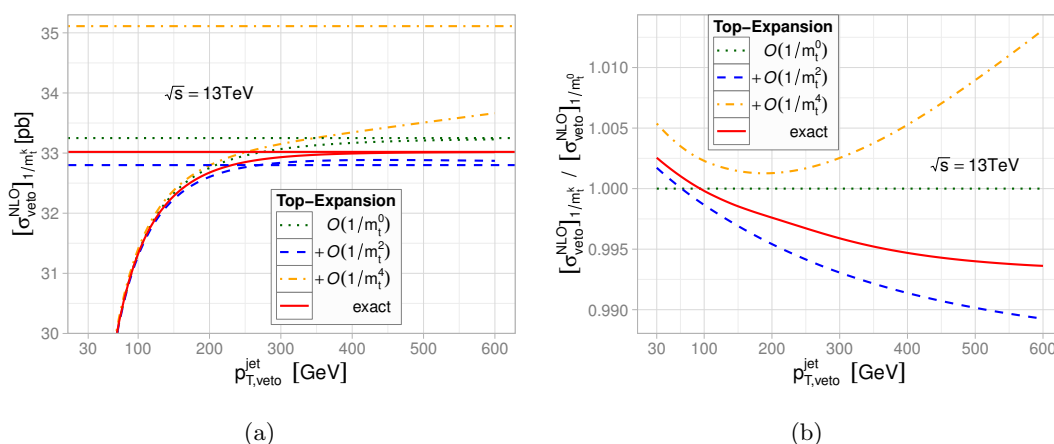 35
34
33
32
31
30
[σ_veto^NLO]_{1/m_t^k} [pb]
√s = 13TeV
Top-Expansion
O(1/m_t^0)
+O(1/m_t^2)
+O(1/m_t^4)
exact
30 100 200 300 400 500 600
p_{T,veto}^{jet} [GeV]
(a)
1.010
1.005
1.000
0.995
0.990
[σ_veto^NLO]_{1/m_t^k} / [σ_veto^NLO]_{1/m_t^0}
Top-Expansion
O(1/m_t^0)
+O(1/m_t^2)
+O(1/m_t^4)
exact
√s = 13TeV
30 100 200 300 400 500 600
p_{T,veto}^{jet} [GeV]
(b)